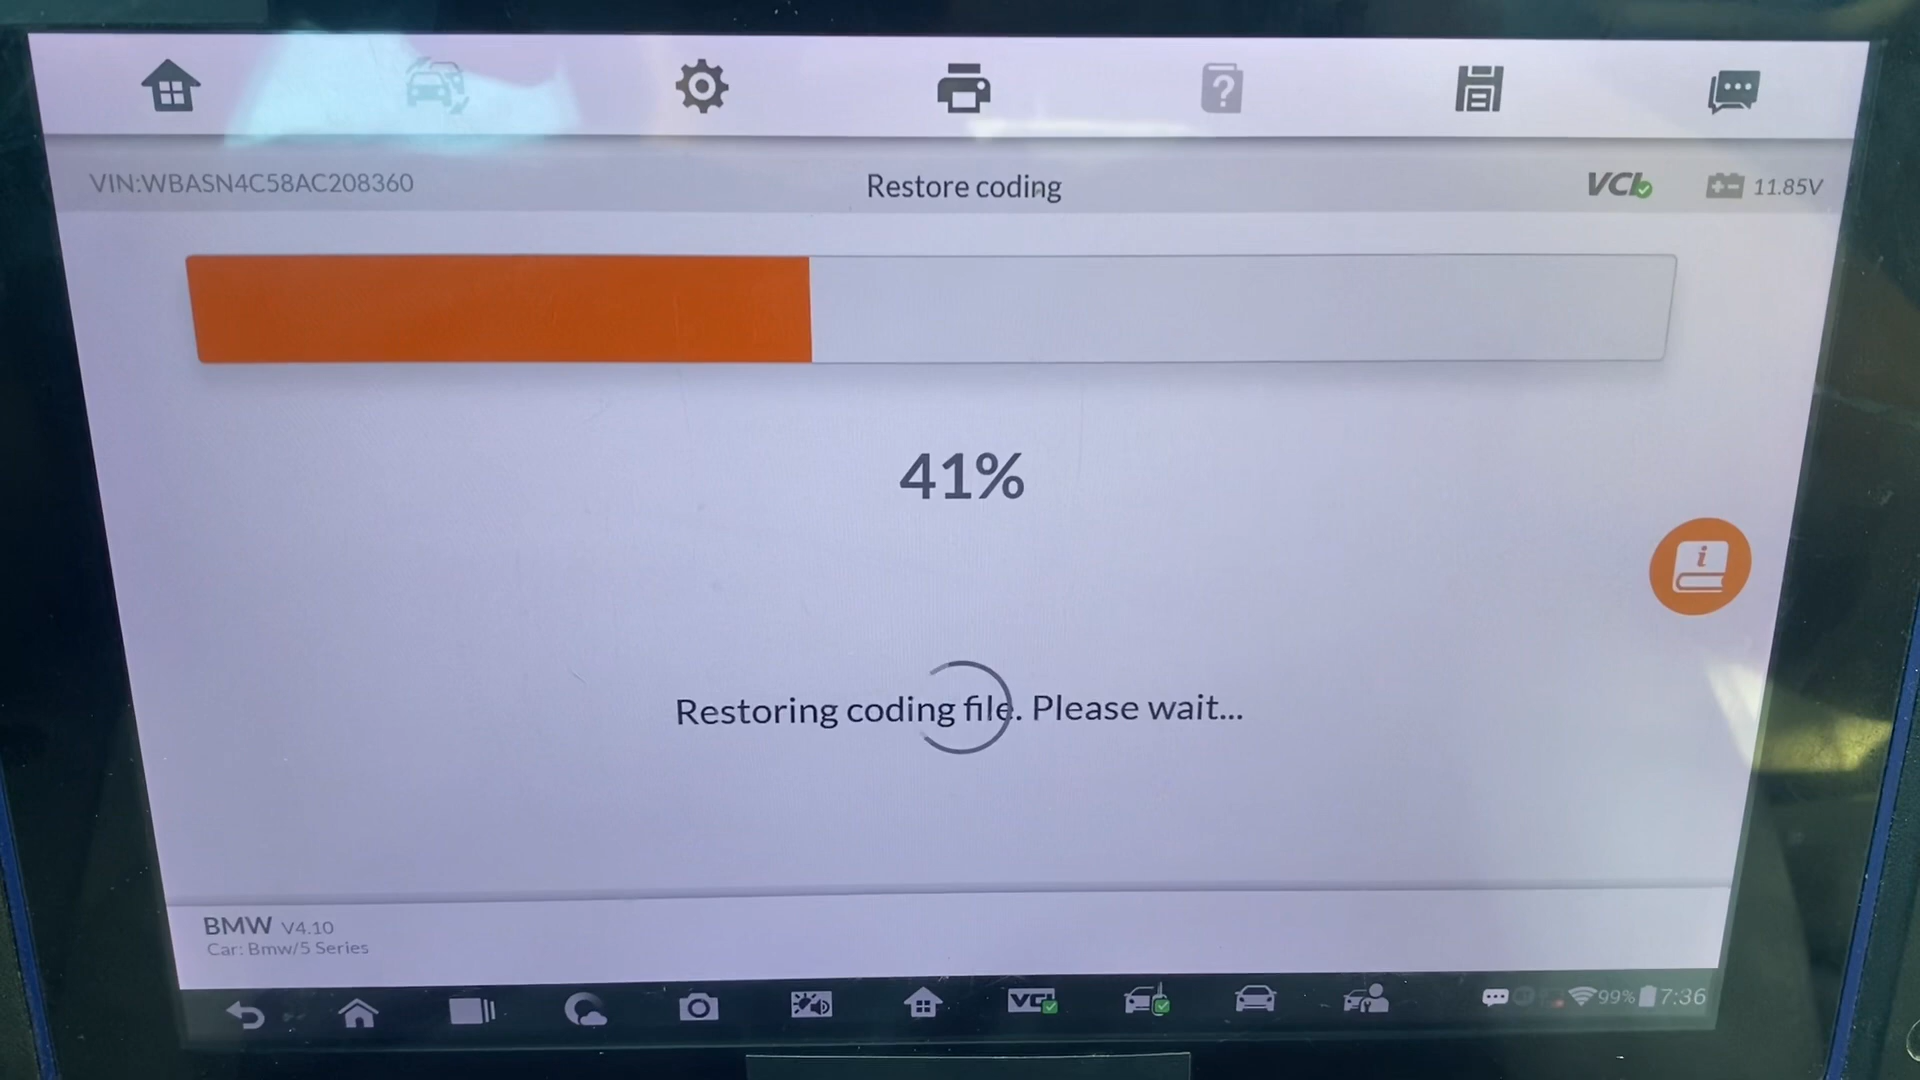 VIN:WBASN4C58AC208360
Restore coding
VCI
11.85V
41%
i
Restoring coding file. Please wait...
BMW V4.10
Car: Bmw/5 Series
VCI
99%
7:36